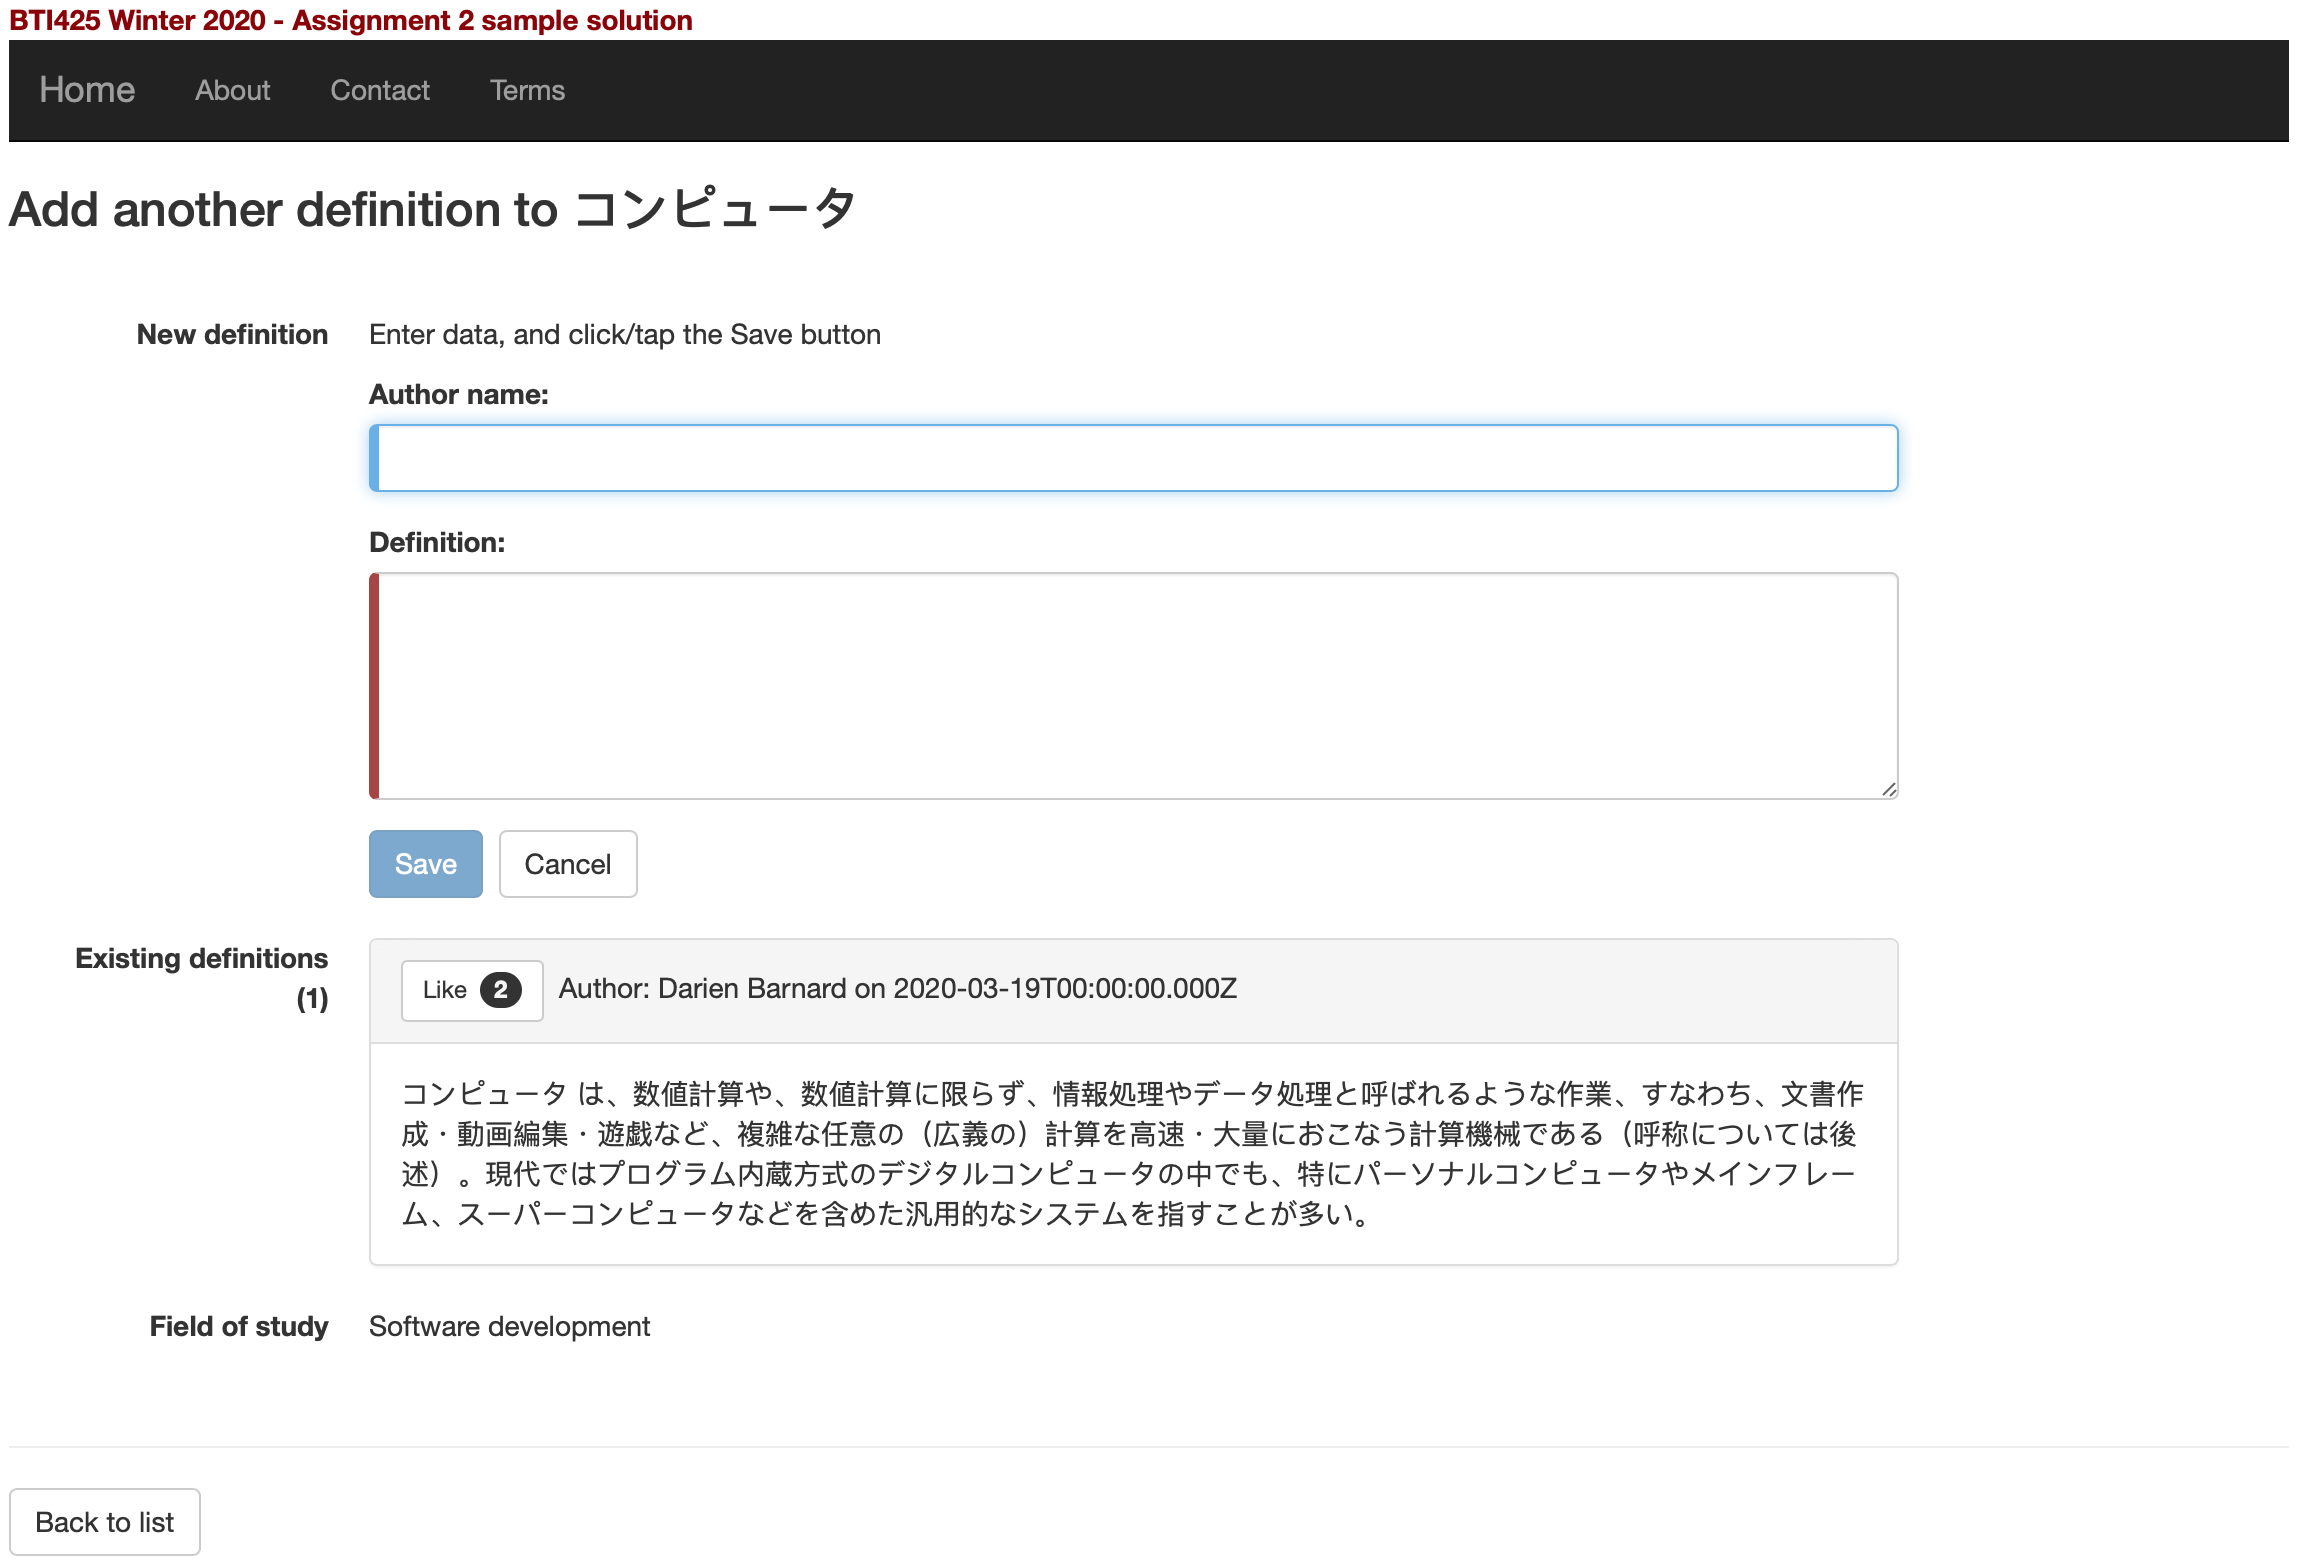 BTI425 Winter 2020 - Assignment 2 sample solution
Home About Contact Terms
Add another definition to コンピュータ
New definition Enter data, and click/tap the Save button
Author name:
Definition:
Save Cancel
Existing definitions (1)
Like 2 Author: Darien Barnard on 2020-03-19T00:00:00.000Z
コンピュータ は、数値計算や、数値計算に限らず、情報処理やデータ処理と呼ばれるような作業、すなわち、文書作
成・動画編集・遊戯など、複雑な任意の（広義の）計算を高速・大量におこなう計算機械である（呼称については後
述）。現代ではプログラム内蔵方式のデジタルコンピュータの中でも、特にパーソナルコンピュータやメインフレー
ム、スーパーコンピュータなどを含めた汎用的なシステムを指すことが多い。
Field of study Software development
Back to list